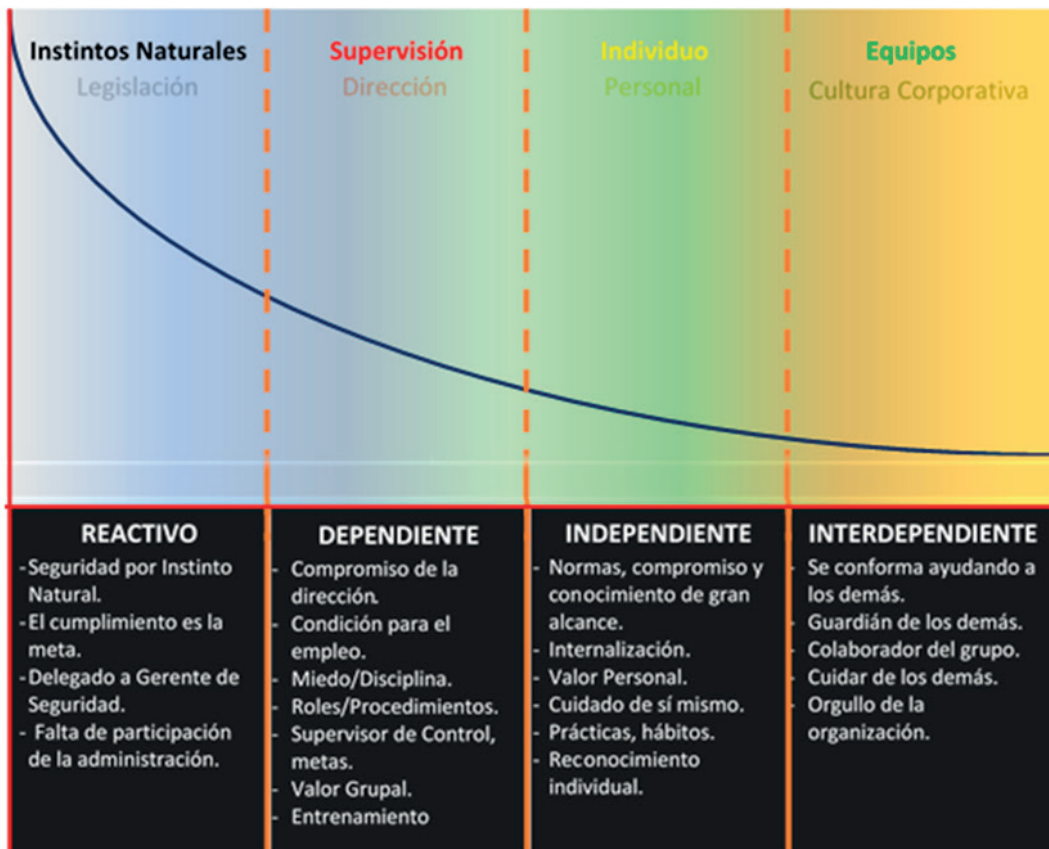 Instintos Naturales
Legislación
Supervisión
Dirección
Individuo
Personal
Equipos
Cultura Corporativa
REACTIVO
-Seguridad por Instinto
Natural.
-El cumplimiento es la
meta.
-Delegado a Gerente de
Seguridad.
- Falta de participación
de la administración.
DEPENDIENTE
- Compromiso de la
dirección.
- Condición para el
empleo.
- Miedo/Disciplina.
- Roles/Procedimientos.
- Supervisor de Control,
metas.
- Valor Grupal.
- Entrenamiento
INDEPENDIENTE
- Normas, compromiso y
conocimiento de gran
alcance.
- Internalización.
- Valor Personal.
- Cuidado de sí mismo.
- Prácticas, hábitos.
- Reconocimiento
individual.
INTERDEPENDIENTE
- Se conforma ayudando a
los demás.
- Guardián de los demás.
- Colaborador del grupo.
- Cuidar de los demás.
- Orgullo de la
organización.